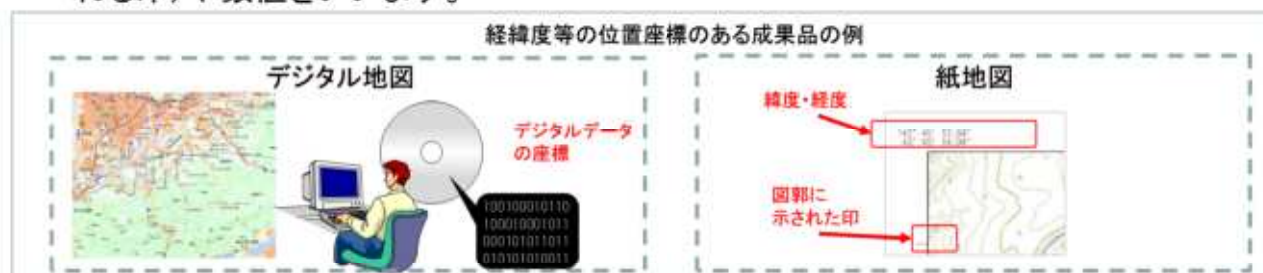 経緯度等の位置座標のある成果品の例
デジタル地図
デジタルデータ
の座標
100100010110
100010001011
000101011011
010101010011
紙地図
緯度・経度
図郭に
示された印